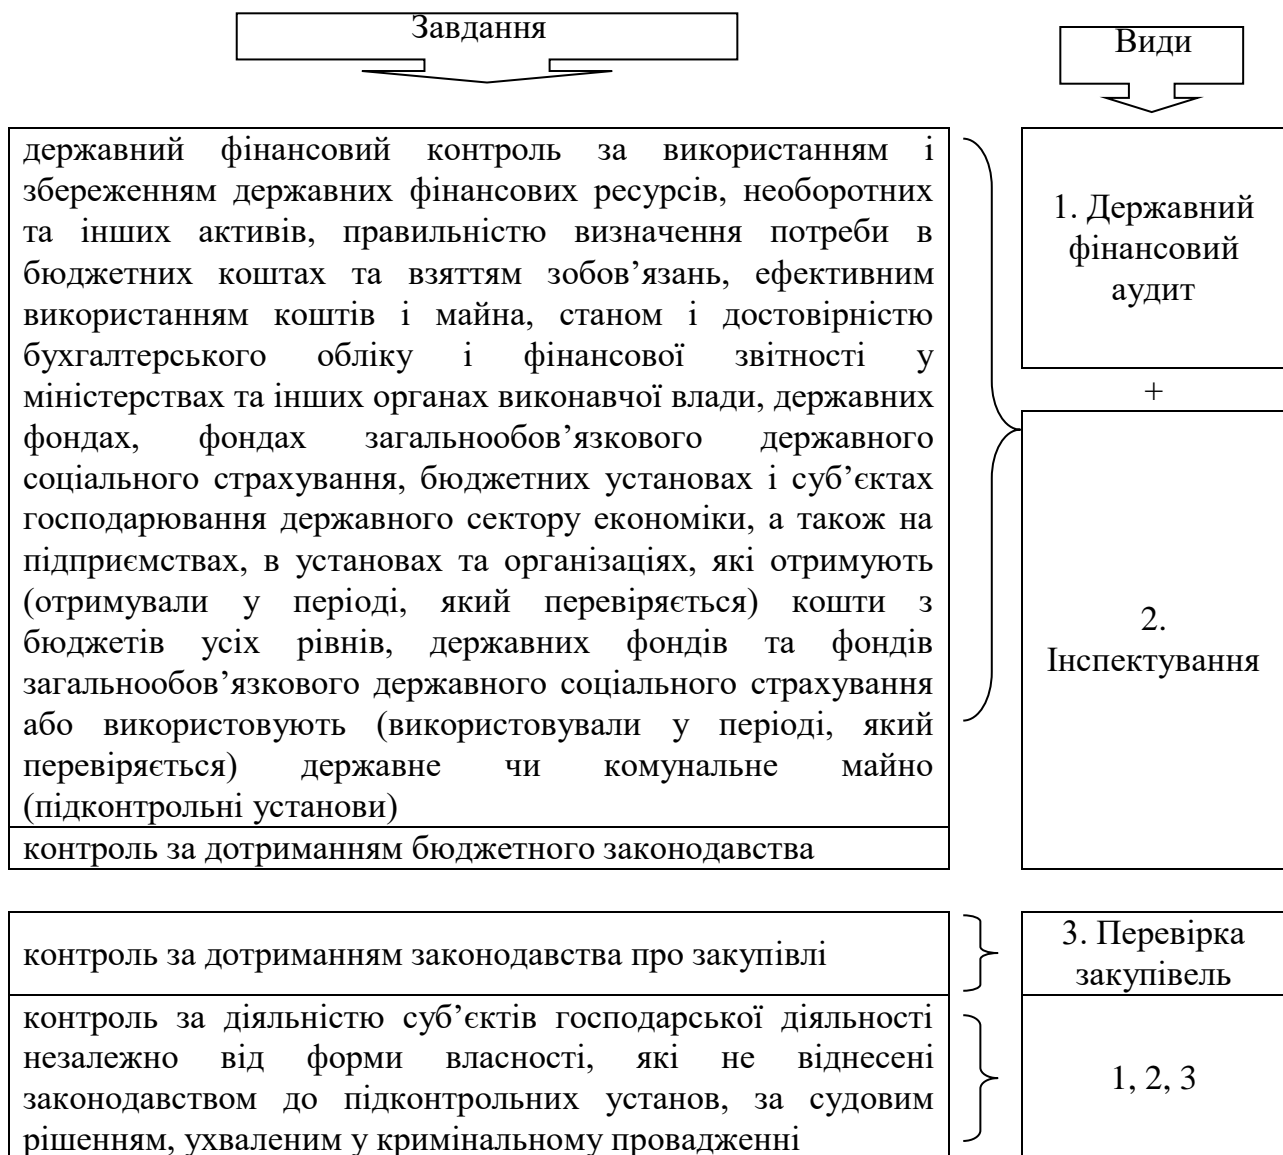 Завдання
Види
державний фінансовий контроль за використанням і
збереженням державних фінансових ресурсів, необоротних
та інших активів, правильністю визначення потреби в
бюджетних коштах та взяттям зобов’язань, ефективним
використанням коштів і майна, станом і достовірністю
бухгалтерського обліку і фінансової звітності у
міністерствах та інших органах виконавчої влади, державних
фондах, фондах загальнообов’язкового державного
соціального страхування, бюджетних установах і суб’єктах
господарювання державного сектору економіки, а також на
підприємствах, в установах та організаціях, які отримують
(отримували у періоді, який перевіряється) кошти з
бюджетів усіх рівнів, державних фондів та фондів
загальнообов’язкового державного соціального страхування
або використовують (використовували у періоді, який
перевіряється) державне чи комунальне майно
(підконтрольні установи)
контроль за дотриманням бюджетного законодавства
1. Державний
фінансовий
аудит
+
2.
Інспектування
контроль за дотриманням законодавства про закупівлі
3. Перевірка
закупівель
контроль за діяльністю суб’єктів господарської діяльності
незалежно від форми власності, які не віднесені
законодавством до підконтрольних установ, за судовим
рішенням, ухваленим у кримінальному провадженні
1, 2, 3